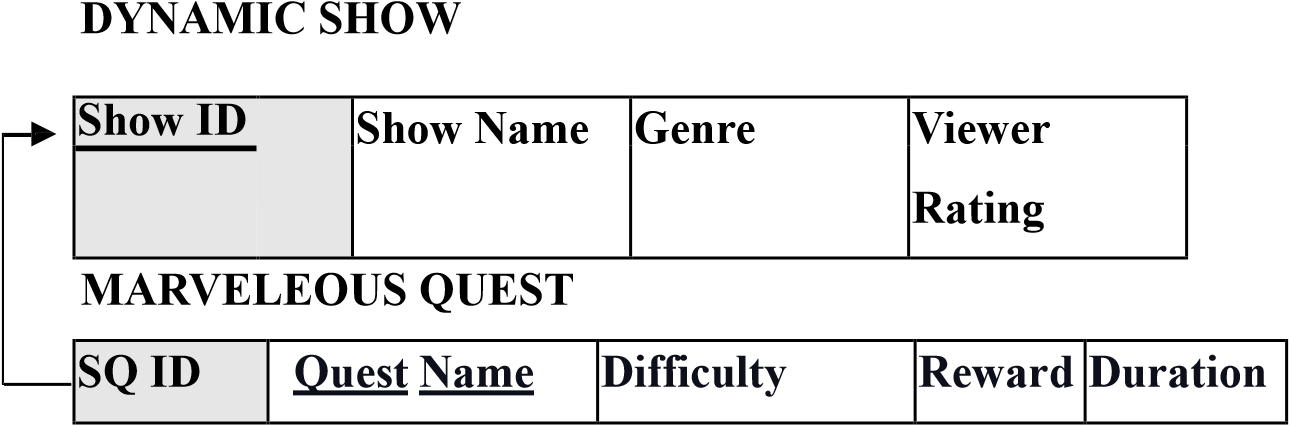 DYNAMIC SHOW
Show ID Show Name Genre Viewer
Rating
MARVELEOUS QUEST
SQ ID Quest Name Difficulty Reward Duration